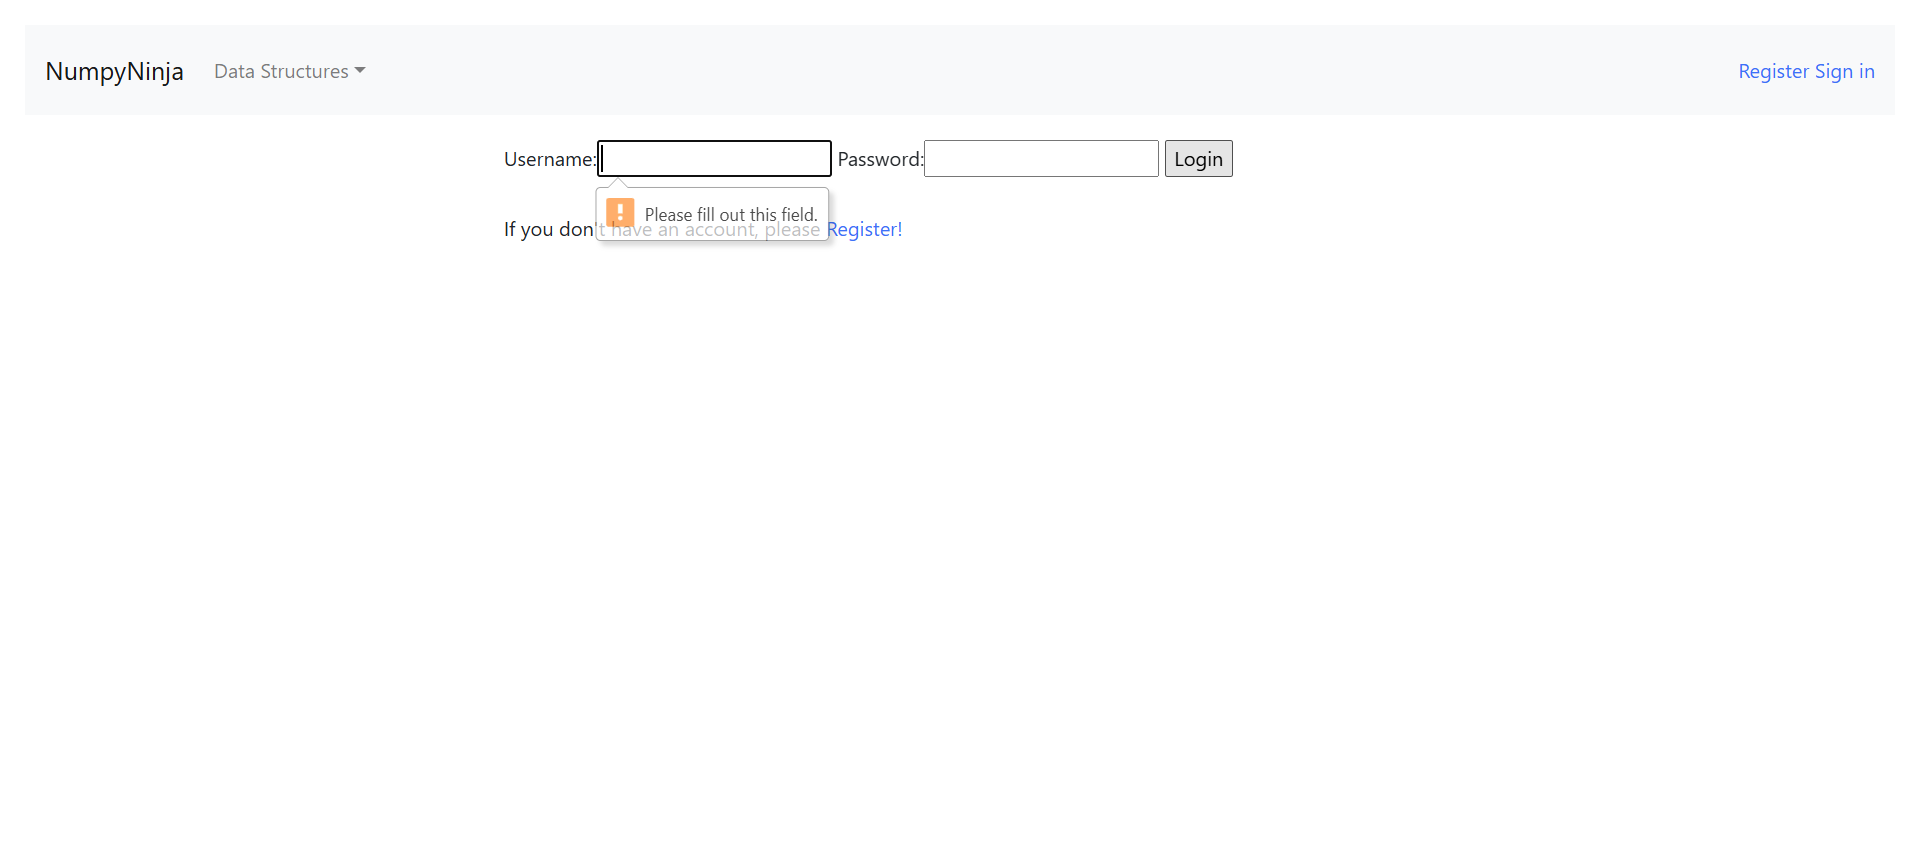 NumpyNinja Data Structures Register Sign in
Username: Password: Login
Please fill out this field.
If you don't have an account, please Register!